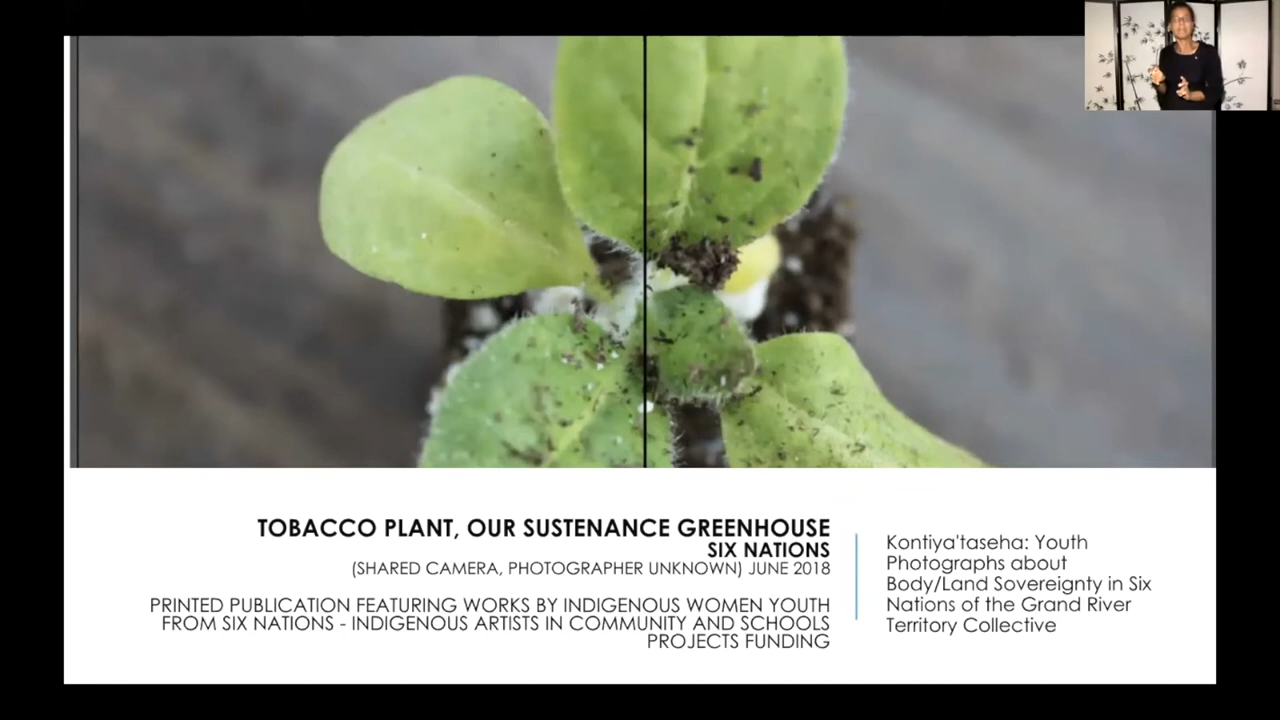 TOBACCO PLANT, OUR SUSTENANCE GREENHOUSE
SIX NATIONS
(SHARED CAMERA, PHOTOGRAPHER UNKNOWN) JUNE 2018
PRINTED PUBLICATION FEATURING WORKS BY INDIGENOUS WOMEN YOUTH
FROM SIX NATIONS - INDIGENOUS ARTISTS IN COMMUNITY AND SCHOOLS
PROJECTS FUNDING
Kontiya'taseha: Youth
Photographs about
Body/Land Sovereignty in Six
Nations of the Grand River
Territory Collective